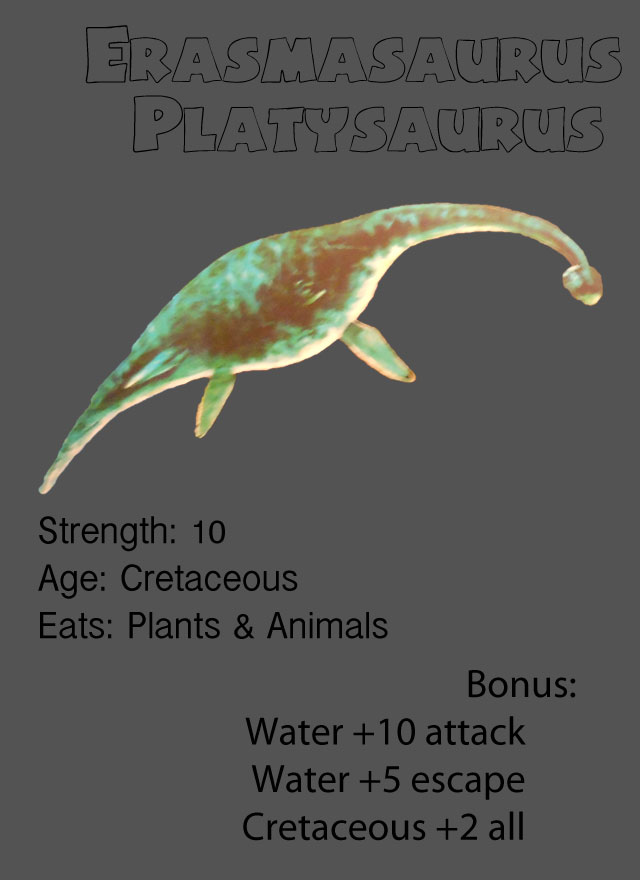 Erasmasaurus
Platysaurus
Strength: 10
Age: Cretaceous
Eats: Plants & Animals
Bonus:
Water +10 attack
Water +5 escape
Cretaceous +2 all